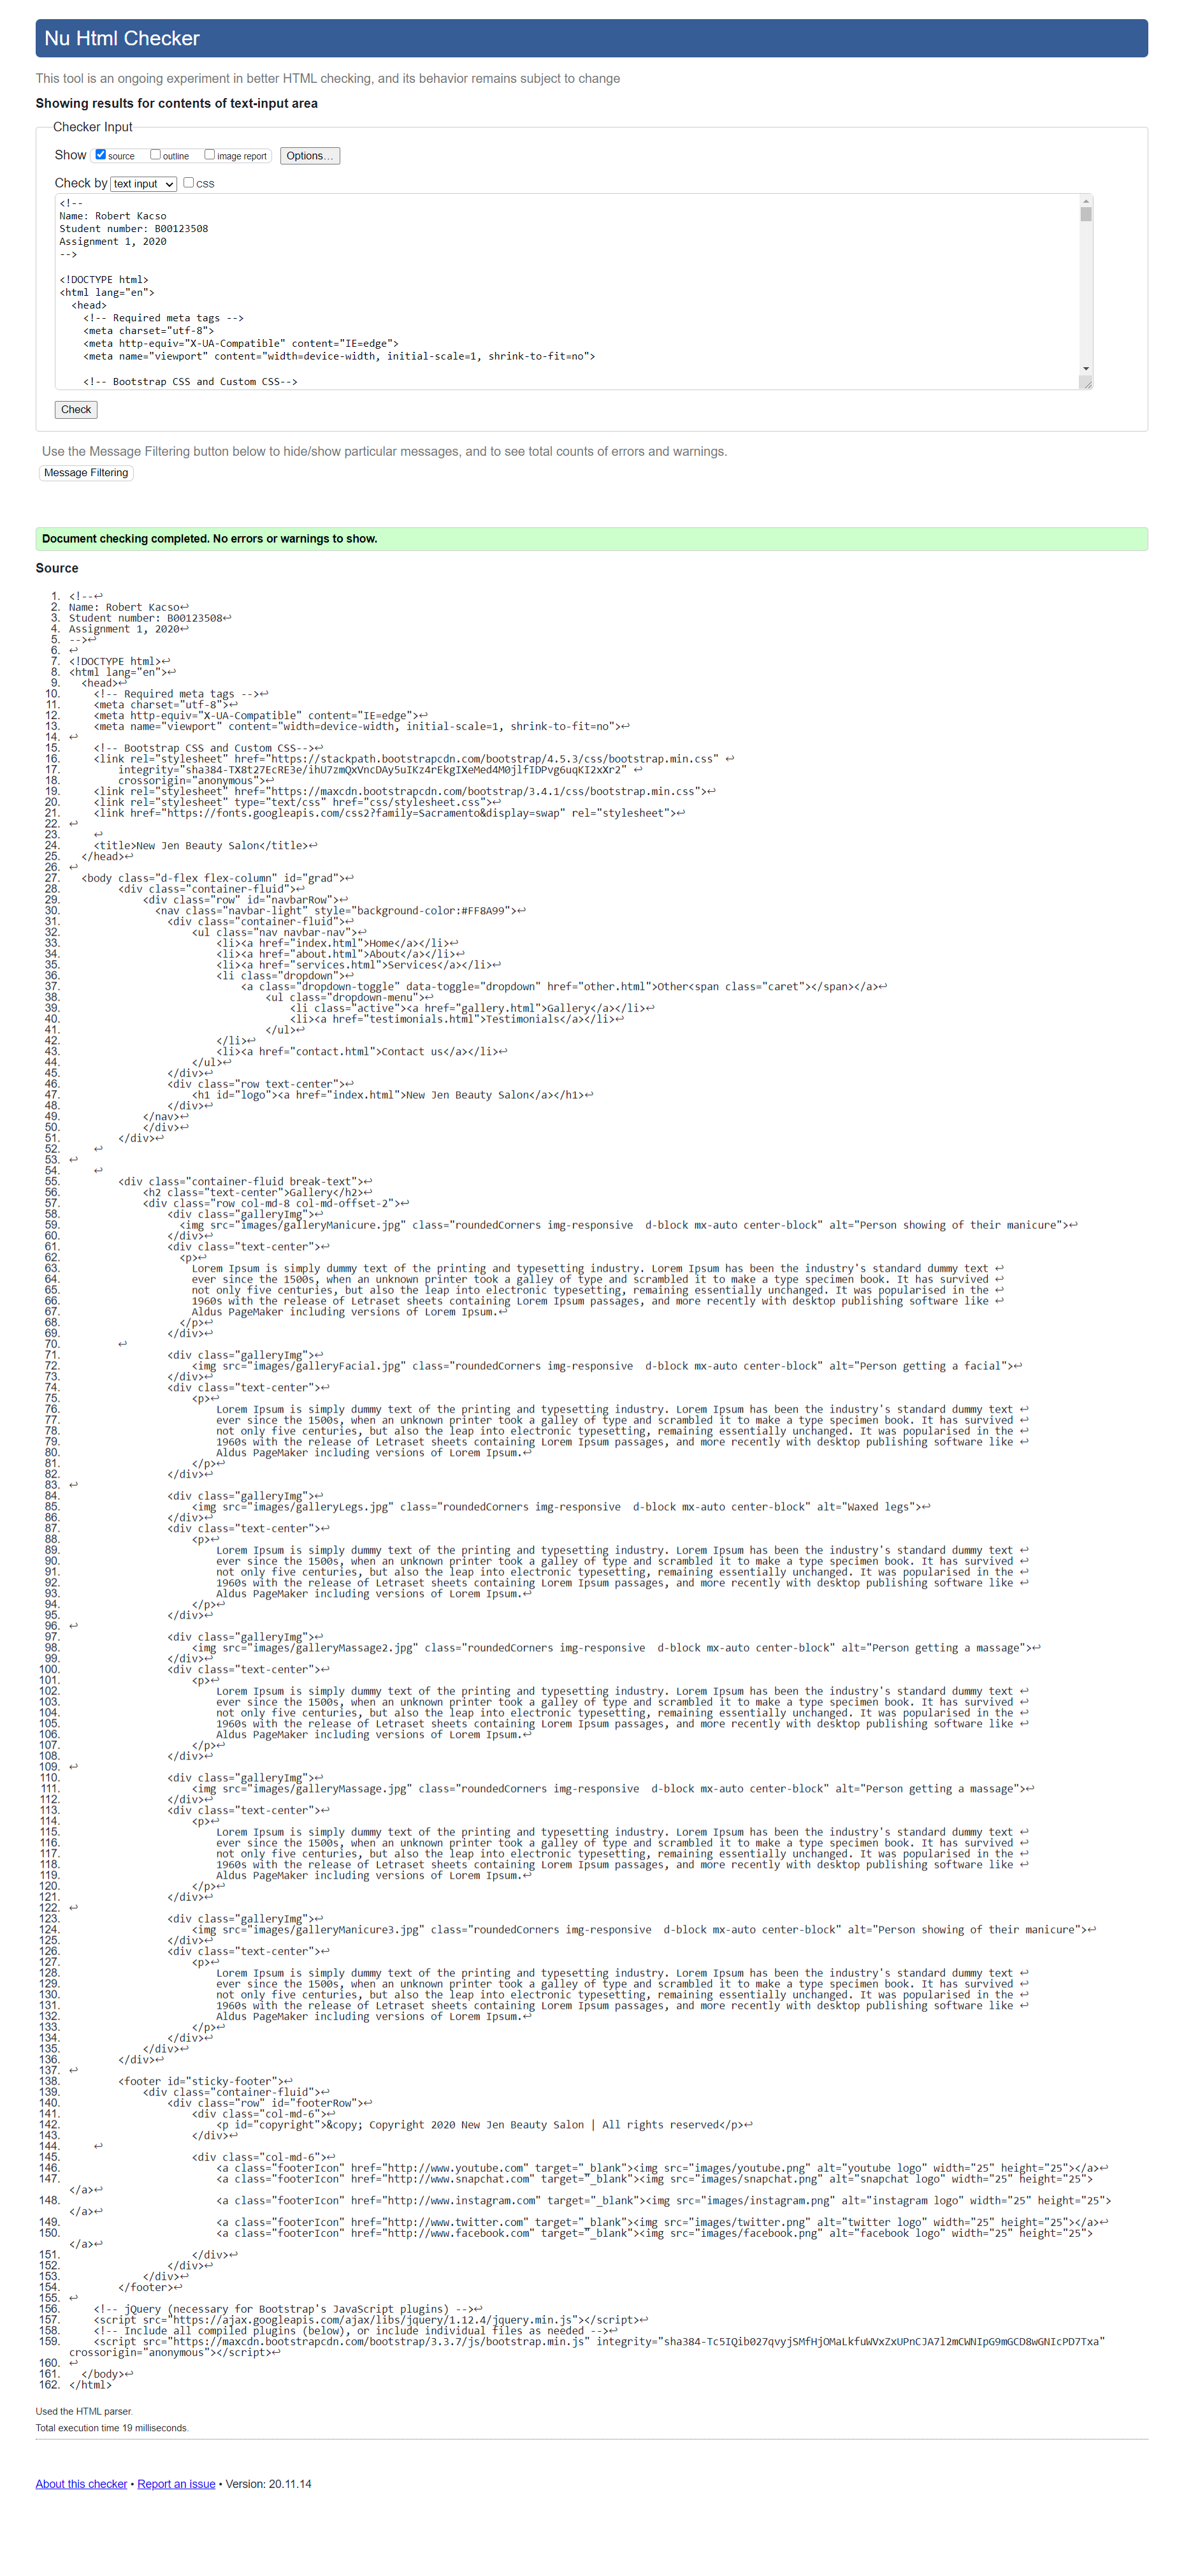 Nu Html Checker
This tool is an ongoing experiment in better HTML checking, and its behavior remains subject to change
Showing results for contents of text-input area
Checker Input
Show source outline image report Options...
Check by text input css
<!--
Name: Robert Kacso
Student number: B00123508
Assignment 1, 2020
-->
<!DOCTYPE html>
<html lang="en">
<head>
<!-- Required meta tags -->
<meta charset="utf-8">
<meta http-equiv="X-UA-Compatible" content="IE=edge">
<meta name="viewport" content="width=device-width, initial-scale=1, shrink-to-fit=no">
<!-- Bootstrap CSS and Custom CSS-->
Check
Use the Message Filtering button below to hide/show particular messages, and to see total counts of errors and warnings.
Message Filtering
Document checking completed. No errors or warnings to show.
Source
1. <!--↩
2. Name: Robert Kacso↩
3. Student number: B00123508↩
4. Assignment 1, 2020↩
5. -->↩
6. ↩
7. <!DOCTYPE html>↩
8. <html lang="en">↩
9. <head>↩
10. <!-- Required meta tags -->↩
11. <meta charset="utf-8">↩
12. <meta http-equiv="X-UA-Compatible" content="IE=edge">↩
13. <meta name="viewport" content="width=device-width, initial-scale=1, shrink-to-fit=no">↩
14. ↩
15. <!-- Bootstrap CSS and Custom CSS-->↩
16. <link rel="stylesheet" href="https://stackpath.bootstrapcdn.com/bootstrap/4.5.3/css/bootstrap.min.css" ↩
17. integrity="sha384-TX8t27EcRE3e/ihU7zmQxVncDAy5uIKz4rEkgIXeMed4M0jlfIDPvg6uqKI2xXr2" ↩
18. crossorigin="anonymous">↩
19. <link rel="stylesheet" href="https://maxcdn.bootstrapcdn.com/bootstrap/3.4.1/css/bootstrap.min.css">↩
20. <link rel="stylesheet" type="text/css" href="css/stylesheet.css">↩
21. <link href="https://fonts.googleapis.com/css2?family=Sacramento&display=swap" rel="stylesheet">↩
22. ↩
23. ↩
24. <title>New Jen Beauty Salon</title>↩
25. </head>↩
26. ↩
27. <body class="d-flex flex-column" id="grad">↩
28. <div class="container-fluid">↩
29. <div class="row" id="navbarRow">↩
30. <nav class="navbar-light" style="background-color:#FF8A99">↩
31. <div class="container-fluid">↩
32. <ul class="nav navbar-nav">↩
33. <li><a href="index.html">Home</a></li>↩
34. <li><a href="about.html">About</a></li>↩
35. <li><a href="services.html">Services</a></li>↩
36. <li class="dropdown">↩
37. <a class="dropdown-toggle" data-toggle="dropdown" href="other.html">Other<span class="caret"></span></a>↩
38. <ul class="dropdown-menu">↩
39. <li class="active"><a href="gallery.html">Gallery</a></li>↩
40. <li><a href="testimonials.html">Testimonials</a></li>↩
41. </ul>↩
42. </li>↩
43. <li><a href="contact.html">Contact us</a></li>↩
44. </ul>↩
45. </div>↩
46. <div class="row text-center">↩
47. <h1 id="logo"><a href="index.html">New Jen Beauty Salon</a></h1>↩
48. </div>↩
49. </nav>↩
50. </div>↩
51. </div>↩
52. ↩
53. ↩
54. ↩
55. <div class="container-fluid break-text">↩
56. <h2 class="text-center">Gallery</h2>↩
57. <div class="row col-md-8 col-md-offset-2">↩
58. <div class="galleryImg">↩
59. <img src="images/galleryManicure.jpg" class="roundedCorners img-responsive  d-block mx-auto center-block" alt="Person showing of their manicure">↩
60. </div>↩
61. <div class="text-center">↩
62. <p>↩
63. Lorem Ipsum is simply dummy text of the printing and typesetting industry. Lorem Ipsum has been the industry's standard dummy text ↩
64. ever since the 1500s, when an unknown printer took a galley of type and scrambled it to make a type specimen book. It has survived ↩
65. not only five centuries, but also the leap into electronic typesetting, remaining essentially unchanged. It was popularised in the ↩
66. 1960s with the release of Letraset sheets containing Lorem Ipsum passages, and more recently with desktop publishing software like ↩
67. Aldus PageMaker including versions of Lorem Ipsum.↩
68. </p>↩
69. </div>↩
70. ↩
71. <div class="galleryImg">↩
72. <img src="images/galleryFacial.jpg" class="roundedCorners img-responsive  d-block mx-auto center-block" alt="Person getting a facial">↩
73. </div>↩
74. <div class="text-center">↩
75. <p>↩
76. Lorem Ipsum is simply dummy text of the printing and typesetting industry. Lorem Ipsum has been the industry's standard dummy text ↩
77. ever since the 1500s, when an unknown printer took a galley of type and scrambled it to make a type specimen book. It has survived ↩
78. not only five centuries, but also the leap into electronic typesetting, remaining essentially unchanged. It was popularised in the ↩
79. 1960s with the release of Letraset sheets containing Lorem Ipsum passages, and more recently with desktop publishing software like ↩
80. Aldus PageMaker including versions of Lorem Ipsum.↩
81. </p>↩
82. </div>↩
83. ↩
84. <div class="galleryImg">↩
85. <img src="images/galleryLegs.jpg" class="roundedCorners img-responsive  d-block mx-auto center-block" alt="Waxed legs">↩
86. </div>↩
87. <div class="text-center">↩
88. <p>↩
89. Lorem Ipsum is simply dummy text of the printing and typesetting industry. Lorem Ipsum has been the industry's standard dummy text ↩
90. ever since the 1500s, when an unknown printer took a galley of type and scrambled it to make a type specimen book. It has survived ↩
91. not only five centuries, but also the leap into electronic typesetting, remaining essentially unchanged. It was popularised in the ↩
92. 1960s with the release of Letraset sheets containing Lorem Ipsum passages, and more recently with desktop publishing software like ↩
93. Aldus PageMaker including versions of Lorem Ipsum.↩
94. </p>↩
95. </div>↩
96. ↩
97. <div class="galleryImg">↩
98. <img src="images/galleryMassage2.jpg" class="roundedCorners img-responsive  d-block mx-auto center-block" alt="Person getting a massage">↩
99. </div>↩
100. <div class="text-center">↩
101. <p>↩
102. Lorem Ipsum is simply dummy text of the printing and typesetting industry. Lorem Ipsum has been the industry's standard dummy text ↩
103. ever since the 1500s, when an unknown printer took a galley of type and scrambled it to make a type specimen book. It has survived ↩
104. not only five centuries, but also the leap into electronic typesetting, remaining essentially unchanged. It was popularised in the ↩
105. 1960s with the release of Letraset sheets containing Lorem Ipsum passages, and more recently with desktop publishing software like ↩
106. Aldus PageMaker including versions of Lorem Ipsum.↩
107. </p>↩
108. </div>↩
109. ↩
110. <div class="galleryImg">↩
111. <img src="images/galleryMassage.jpg" class="roundedCorners img-responsive  d-block mx-auto center-block" alt="Person getting a massage">↩
112. </div>↩
113. <div class="text-center">↩
114. <p>↩
115. Lorem Ipsum is simply dummy text of the printing and typesetting industry. Lorem Ipsum has been the industry's standard dummy text ↩
116. ever since the 1500s, when an unknown printer took a galley of type and scrambled it to make a type specimen book. It has survived ↩
117. not only five centuries, but also the leap into electronic typesetting, remaining essentially unchanged. It was popularised in the ↩
118. 1960s with the release of Letraset sheets containing Lorem Ipsum passages, and more recently with desktop publishing software like ↩
119. Aldus PageMaker including versions of Lorem Ipsum.↩
120. </p>↩
121. </div>↩
122. ↩
123. <div class="galleryImg">↩
124. <img src="images/galleryManicure3.jpg" class="roundedCorners img-responsive  d-block mx-auto center-block" alt="Person showing of their manicure">↩
125. </div>↩
126. <div class="text-center">↩
127. <p>↩
128. Lorem Ipsum is simply dummy text of the printing and typesetting industry. Lorem Ipsum has been the industry's standard dummy text ↩
129. ever since the 1500s, when an unknown printer took a galley of type and scrambled it to make a type specimen book. It has survived ↩
130. not only five centuries, but also the leap into electronic typesetting, remaining essentially unchanged. It was popularised in the ↩
131. 1960s with the release of Letraset sheets containing Lorem Ipsum passages, and more recently with desktop publishing software like ↩
132. Aldus PageMaker including versions of Lorem Ipsum.↩
133. </p>↩
134. </div>↩
135. </div>↩
136. </div>↩
137. ↩
138. <footer id="sticky-footer">↩
139. <div class="container-fluid">↩
140. <div class="row" id="footerRow">↩
141. <div class="col-md-6">↩
142. <p id="copyright">&copy; Copyright 2020 New Jen Beauty Salon | All rights reserved</p>↩
143. </div>↩
144. ↩
145. <div class="col-md-6">↩
146. <a class="footerIcon" href="http://www.youtube.com" target="_blank"><img src="images/youtube.png" alt="youtube logo" width="25" height="25"></a>↩
147. <a class="footerIcon" href="http://www.snapchat.com" target="_blank"><img src="images/snapchat.png" alt="snapchat logo" width="25" height="25">
</a>↩
148. <a class="footerIcon" href="http://www.instagram.com" target="_blank"><img src="images/instagram.png" alt="instagram logo" width="25" height="25">
</a>↩
149. <a class="footerIcon" href="http://www.twitter.com" target="_blank"><img src="images/twitter.png" alt="twitter logo" width="25" height="25"></a>↩
150. <a class="footerIcon" href="http://www.facebook.com" target="_blank"><img src="images/facebook.png" alt="facebook logo" width="25" height="25">
</a>↩
151. </div>↩
152. </div>↩
153. </div>↩
154. </footer>↩
155. ↩
156. <!-- jQuery (necessary for Bootstrap's JavaScript plugins) -->↩
157. <script src="https://ajax.googleapis.com/ajax/libs/jquery/1.12.4/jquery.min.js"></script>↩
158. <!-- Include all compiled plugins (below), or include individual files as needed -->↩
159. <script src="https://maxcdn.bootstrapcdn.com/bootstrap/3.3.7/js/bootstrap.min.js" integrity="sha384-Tc5IQib027qvyjSMfHjOMaLkfuWVxZxUPnCJA7l2mCWNIpG9mGCD8wGNIcPD7Txa"
crossorigin="anonymous"></script>↩
160. ↩
161. </body>↩
162. </html>
Used the HTML parser.
Total execution time 19 milliseconds.
About this checker • Report an issue • Version: 20.11.14